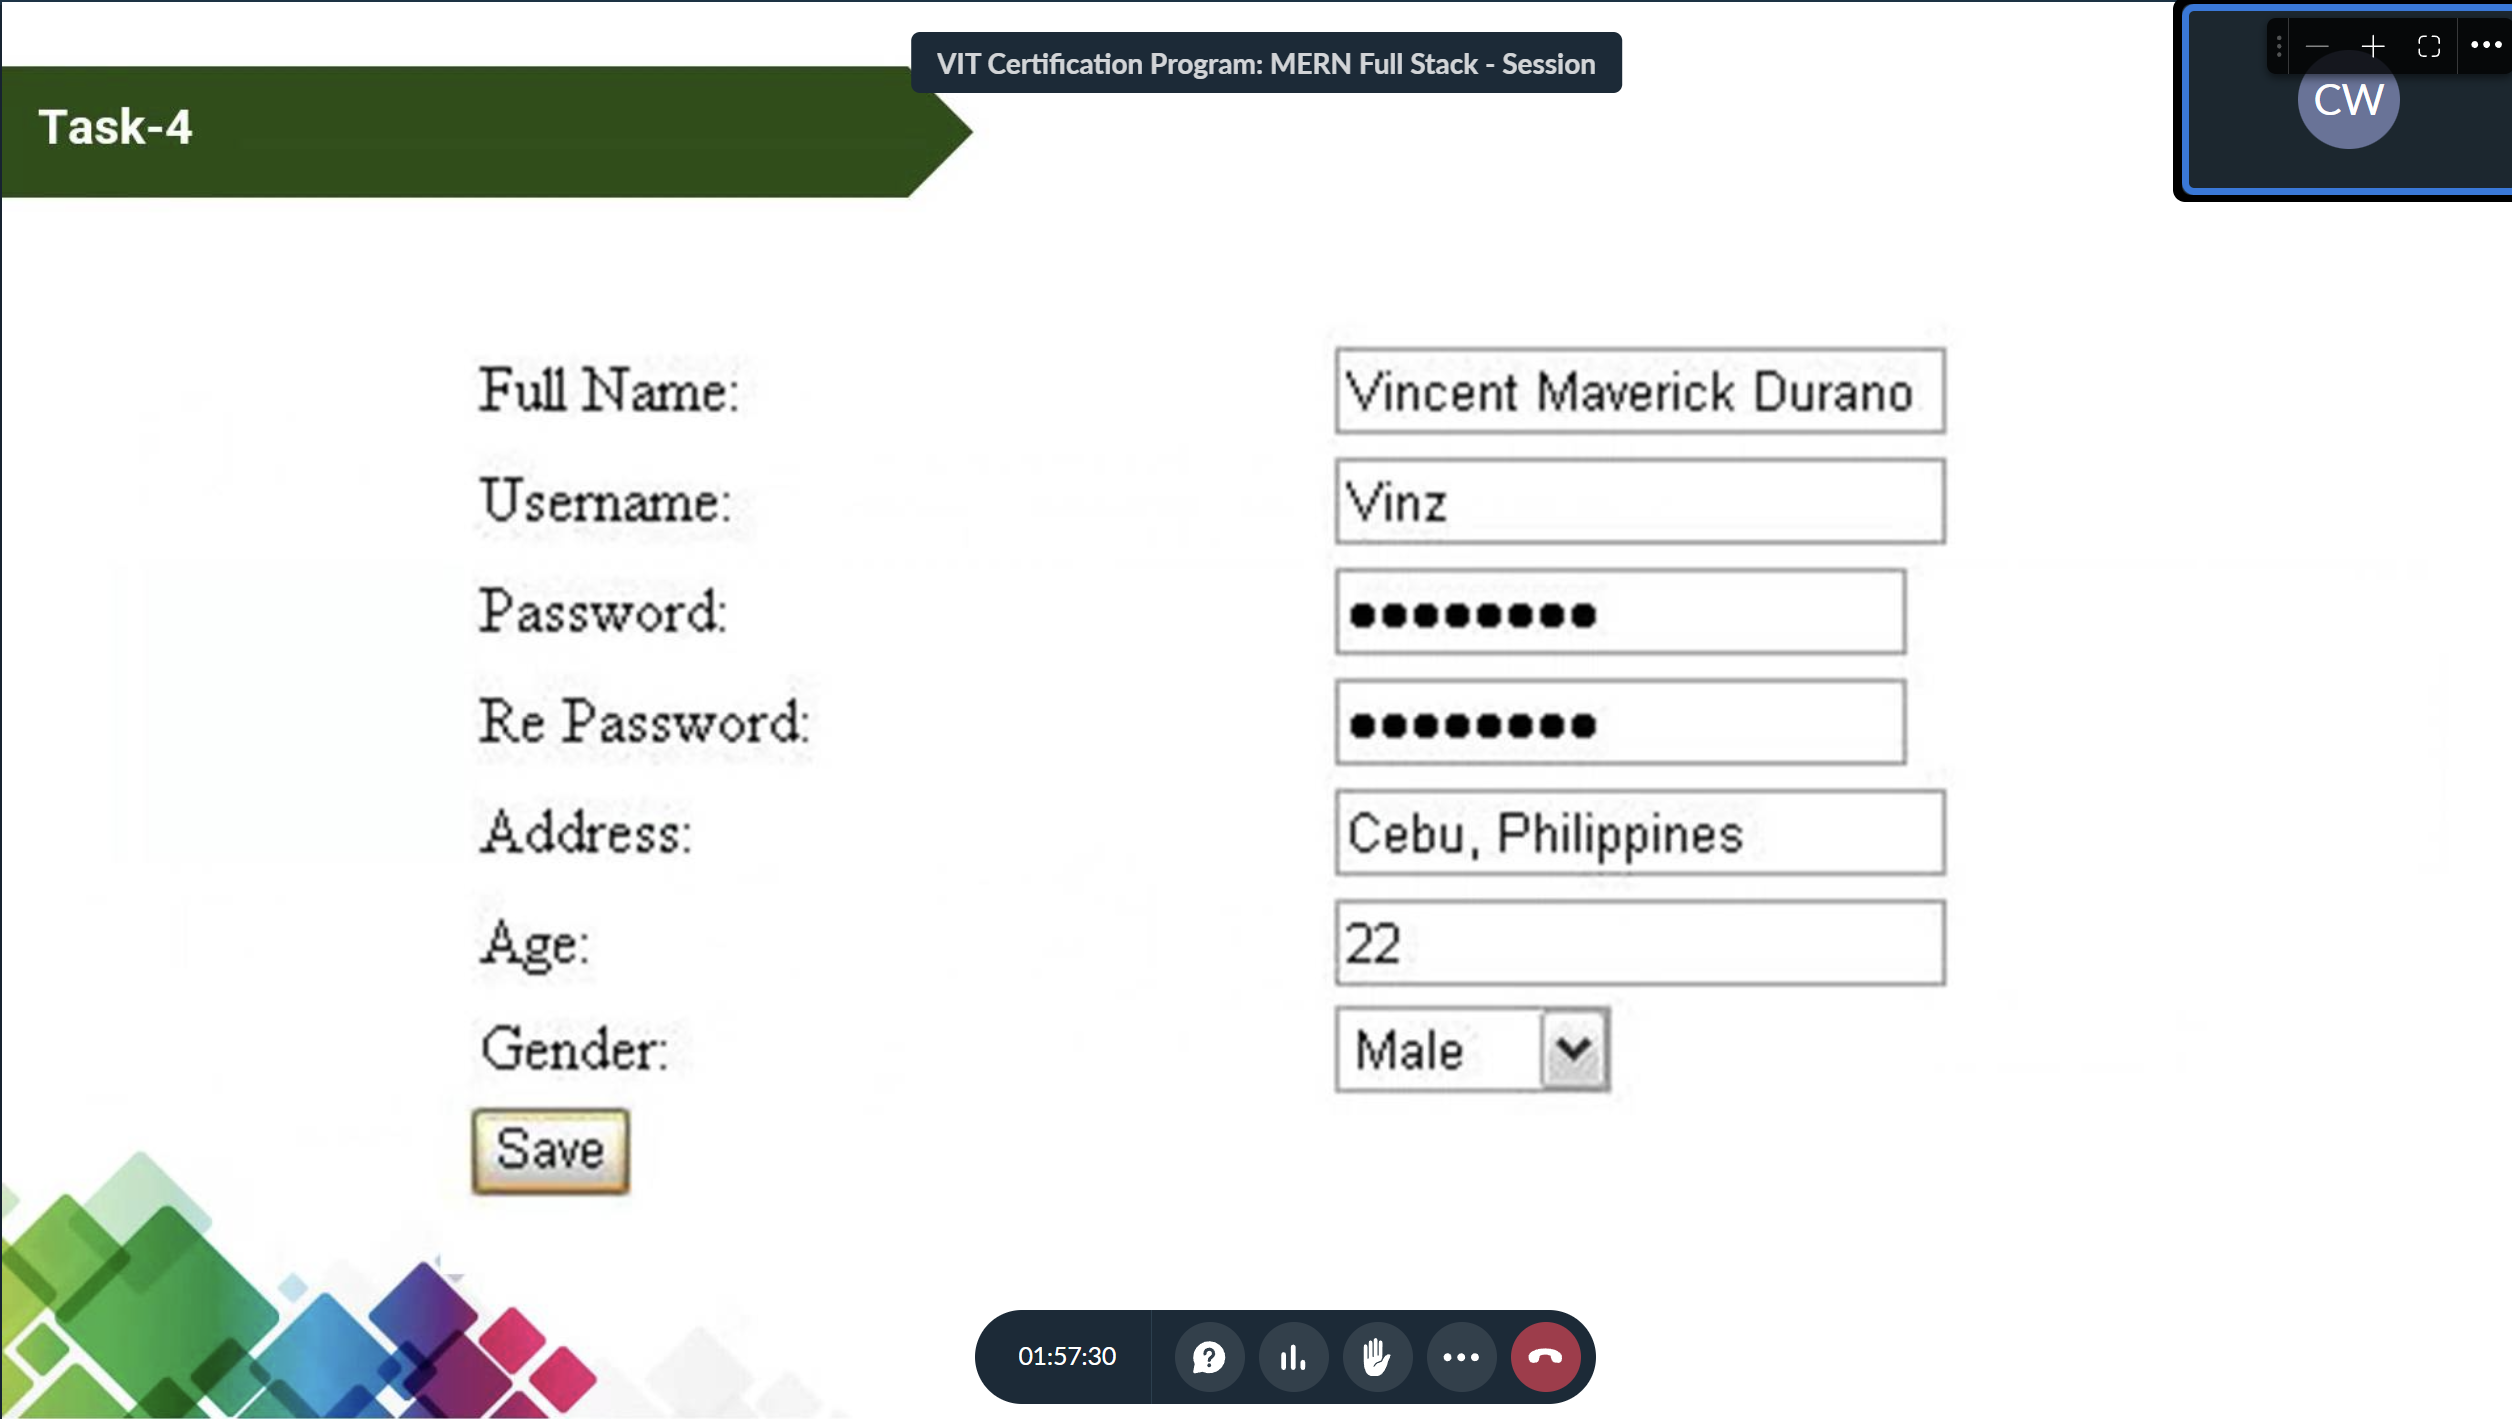 VIT Certification Program: MERN Full Stack - Session
CW
Task-4
Full Name: Vincent Maverick Durano
Username: Vinz
Password: ●●●●●●●●
Re Password: ●●●●●●●●
Address: Cebu, Philippines
Age: 22
Gender: Male
Save
01:57:30